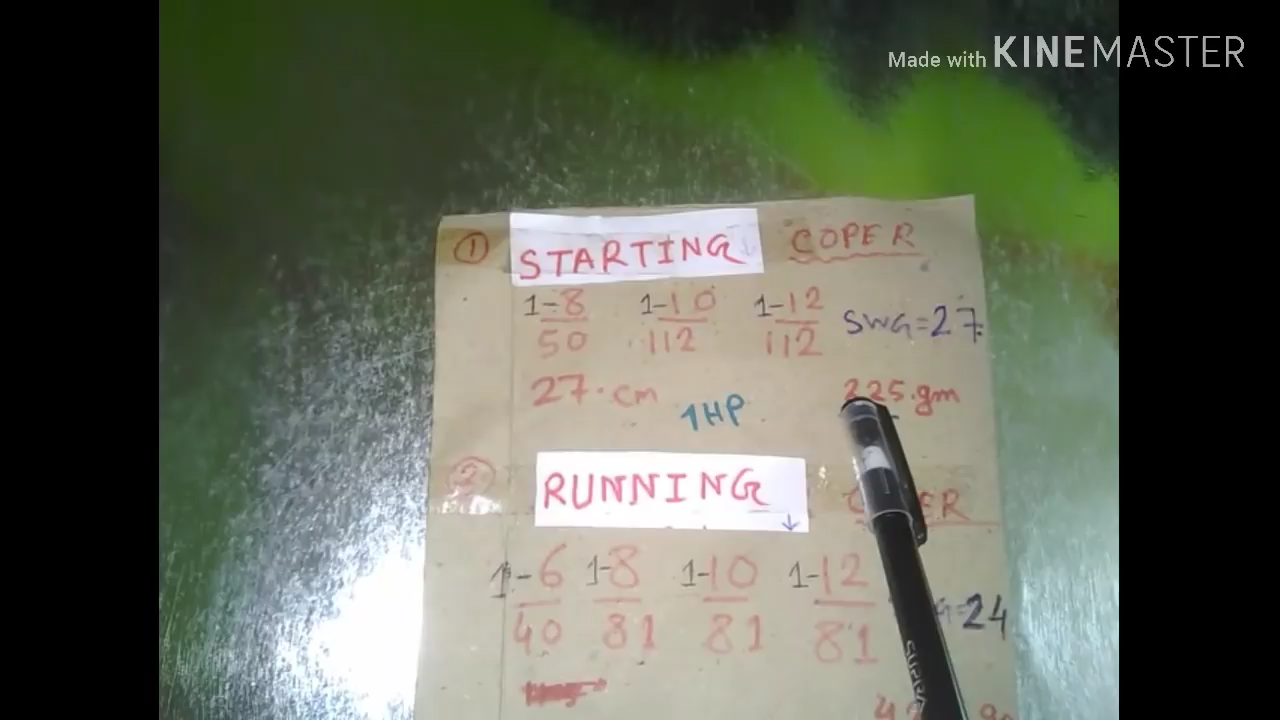 Made with KINEMASTER
① STARTING COPER
1-8 1-10 1-12
50 112 112 SWG=27
27.cm 1HP 225.gm
② RUNNING
1-6 1-8 1-10 1-12
40 81 81 81 =24